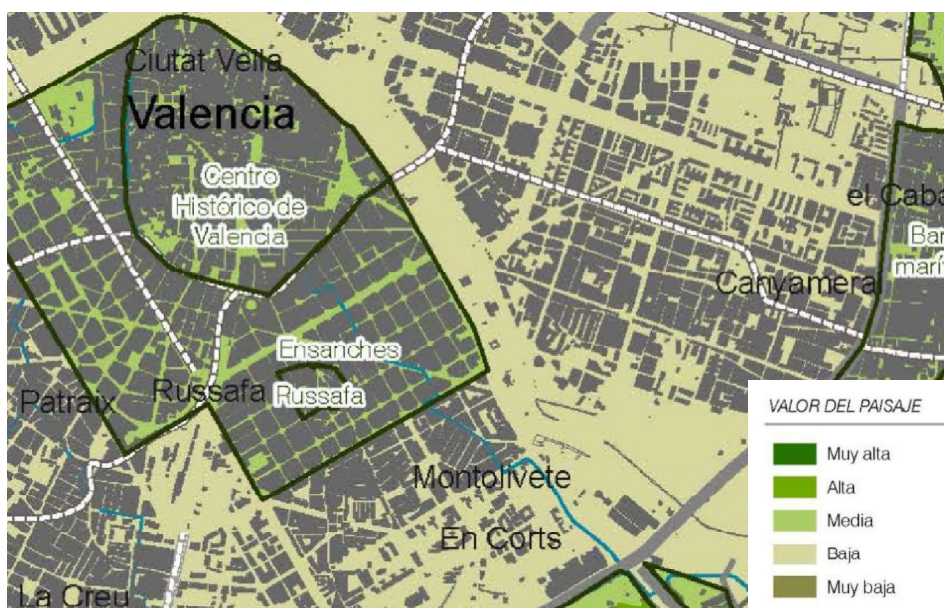 Ciutat Vella
Valencia
Centro
Histórico de
Valencia
el Caba
Bar
marí
Canyamera
Ensanches
Russafa
Russafa
Patraix
Montolivete
En Corts
La Creu
VALOR DEL PAISAJE
Muy alta
Alta
Media
Baja
Muy baja